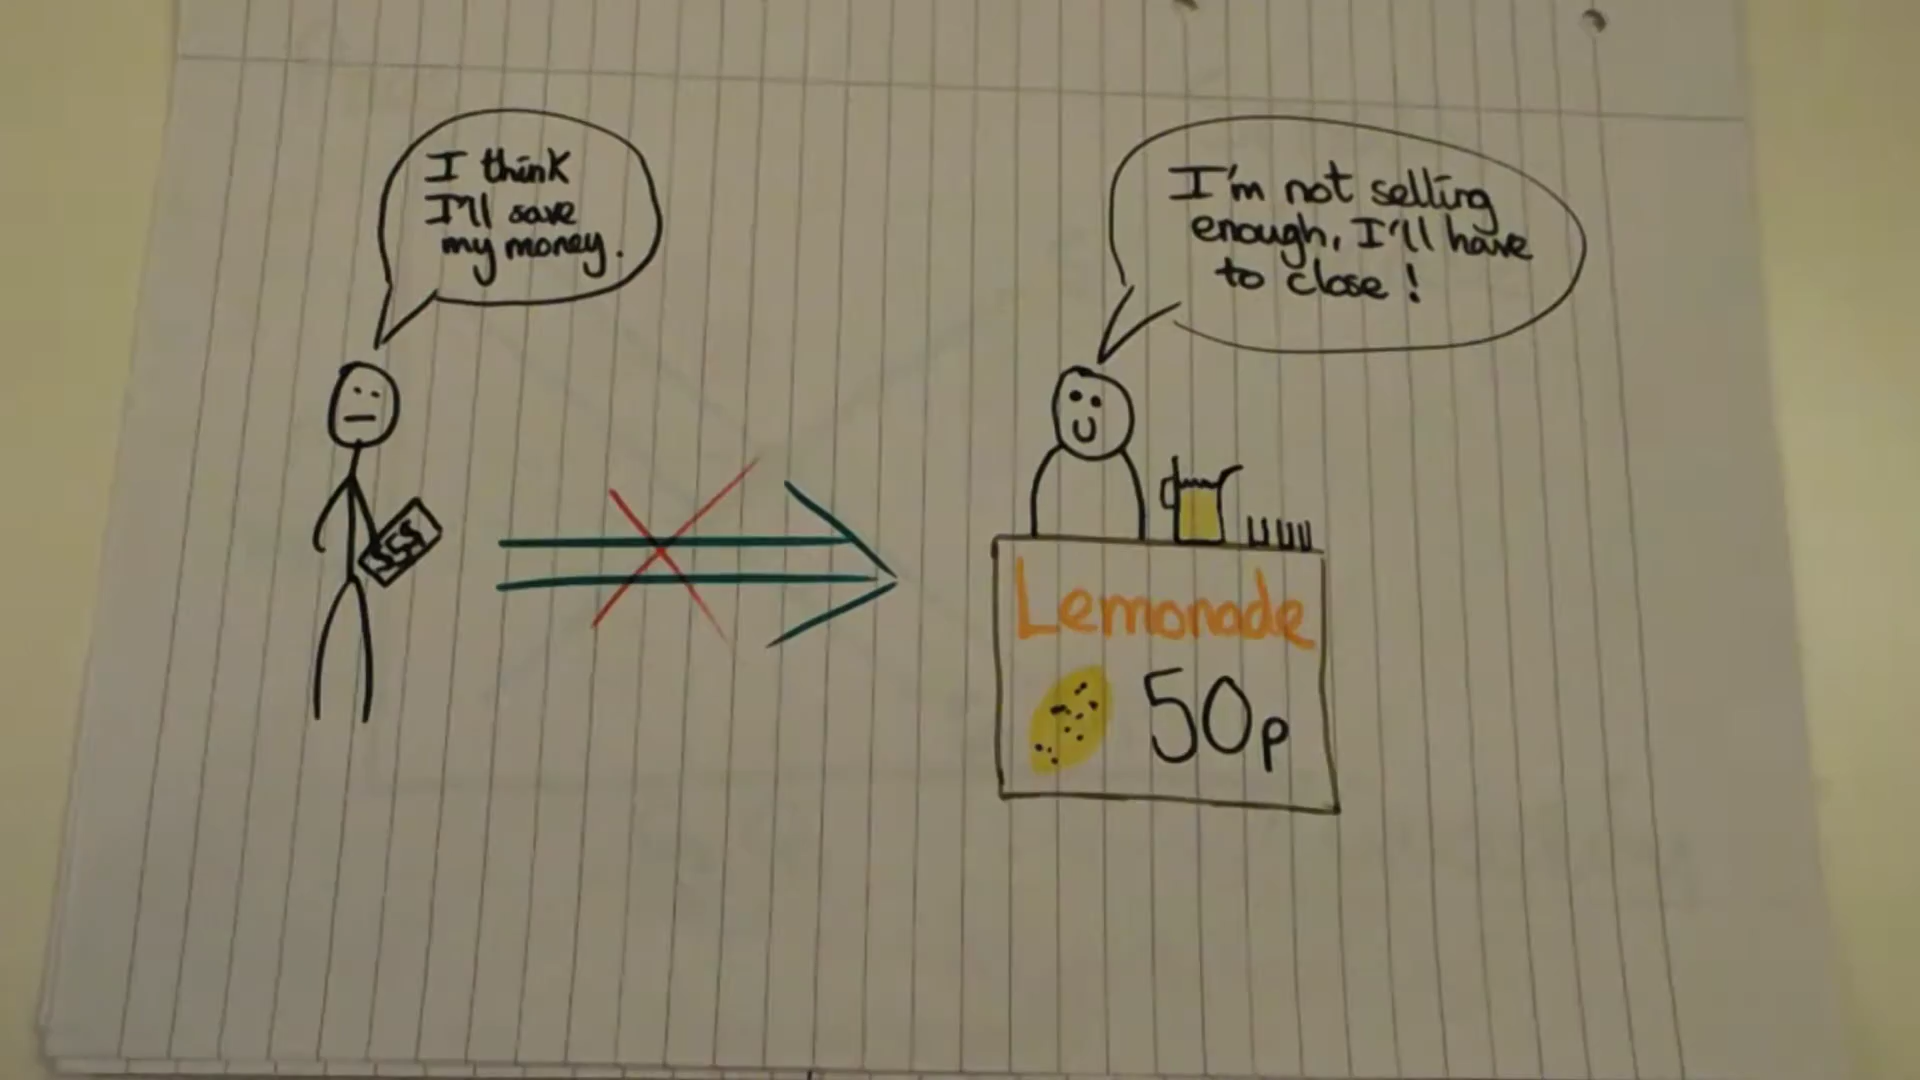 I think
I'll save
my money.
I'm not selling
enough, I'll have
to close!
$$$
Lemonade
50p